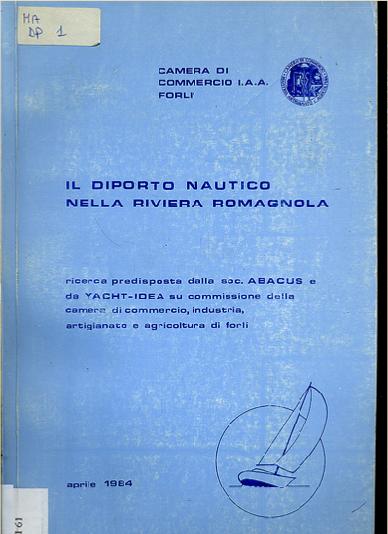 MA
DP 1
CAMERA DI
COMMERCIO I.A.A.
FORLI'
IL DIPORTO NAUTICO
NELLA RIVIERA ROMAGNOLA
ricerca predisposta dalla soc. ABACUS e
da YACHT-IDEA su commissione della
camera di commercio, industria,
artigianato e agricoltura di forlì
aprile 1984